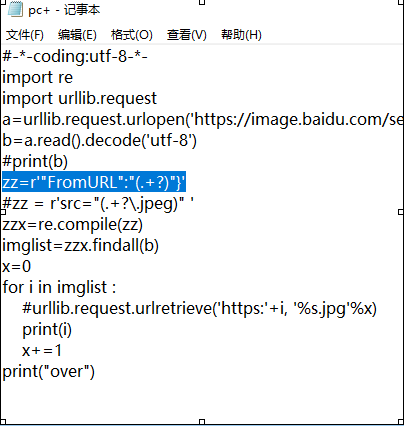 pc+ - 记事本
文件(F) 编辑(E) 格式(O) 查看(V) 帮助(H)
#-*-coding:utf-8-*-
import re
import urllib.request
a=urllib.request.urlopen('https://image.baidu.com/se
b=a.read().decode('utf-8')
#print(b)
zz=r'"FromURL":"(.+?)"}'
#zz = r'src="(.+?\.jpeg)" '
zzx=re.compile(zz)
imglist=zzx.findall(b)
x=0
for i in imglist :
    #urllib.request.urlretrieve('https:'+i, '%s.jpg'%x)
    print(i)
    x+=1
print("over")